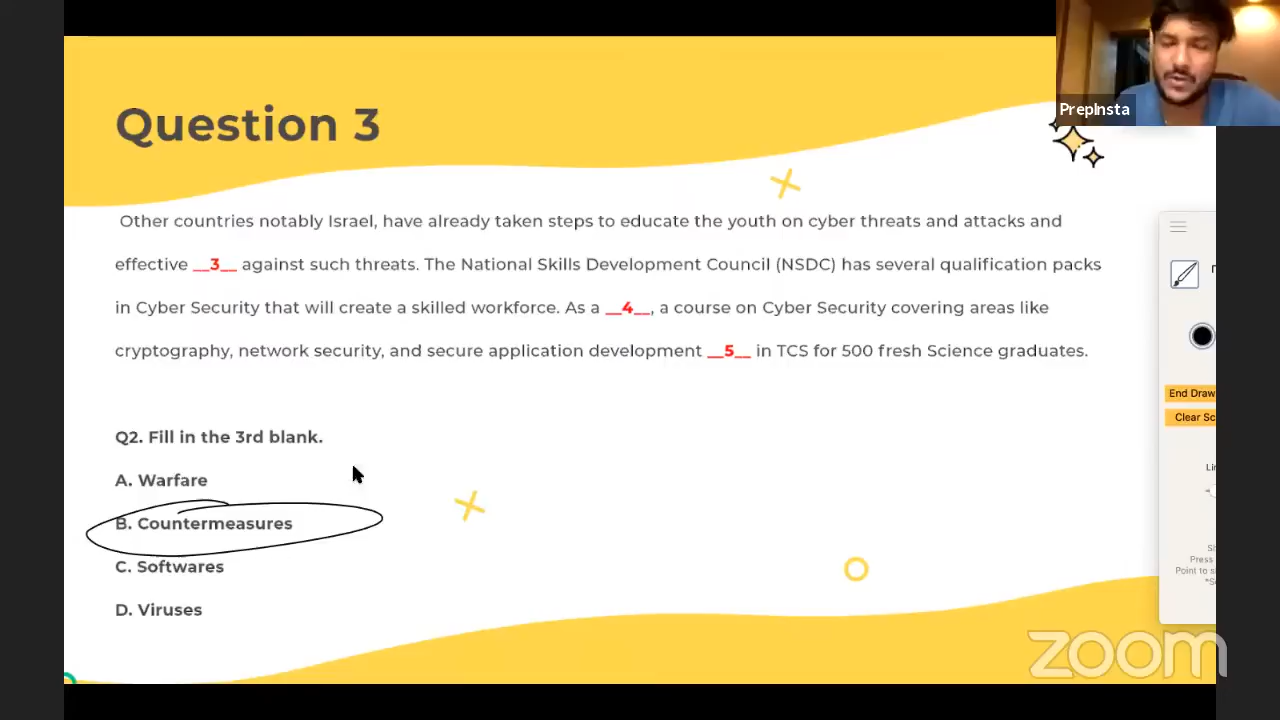 PrepInsta
Question 3
Other countries notably Israel, have already taken steps to educate the youth on cyber threats and attacks and
effective __3__ against such threats. The National Skills Development Council (NSDC) has several qualification packs
in Cyber Security that will create a skilled workforce. As a __4__, a course on Cyber Security covering areas like
cryptography, network security, and secure application development __5__ in TCS for 500 fresh Science graduates.
Q2. Fill in the 3rd blank.
A. Warfare
B. Countermeasures
C. Softwares
D. Viruses
End Draw
Clear Sc
Press
Point to s
zoom